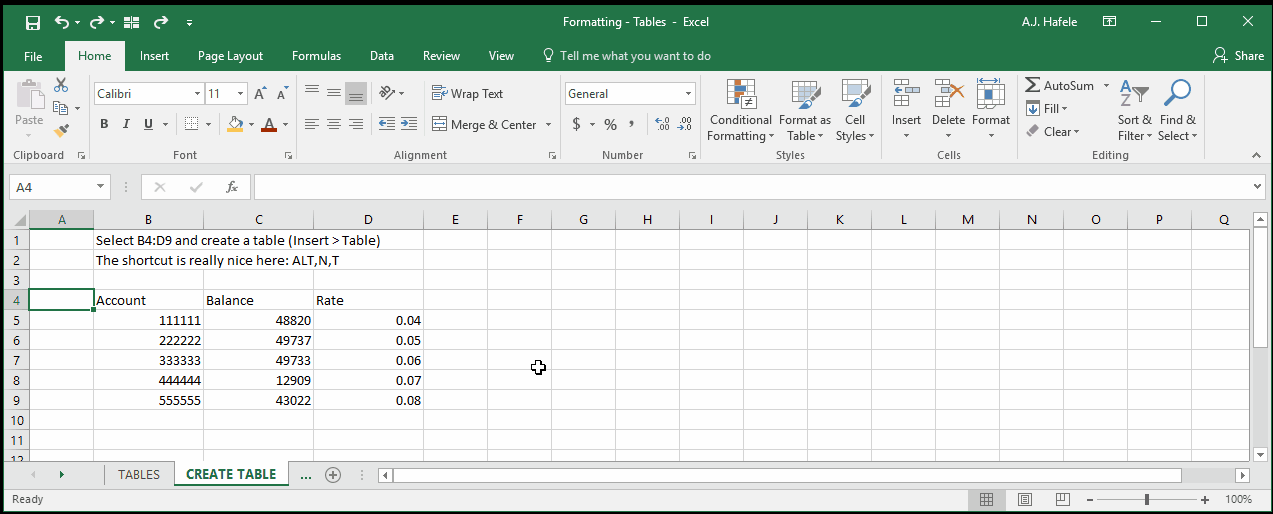 Formatting - Tables - Excel
A.J. Hafele
File Home Insert Page Layout Formulas Data Review View Tell me what you want to do Share
Paste
Clipboard
Calibri 11
B I U A
Font
Wrap Text
Merge & Center
Alignment
General
$ % ,
Number
Conditional Formatting
Format as Table
Cell Styles
Styles
Insert Delete Format
Cells
AutoSum
Fill
Clear
Sort & Filter
Find & Select
Editing
A4 fx
A B C D E F G H I J K L M N O P Q
1 Select B4:D9 and create a table (Insert > Table)
2 The shortcut is really nice here: ALT,N,T
3
4 Account Balance Rate
5 111111 48820 0.04
6 222222 49737 0.05
7 333333 49733 0.06
8 444444 12909 0.07
9 555555 43022 0.08
10
11
12
TABLES CREATE TABLE ...
Ready 100%